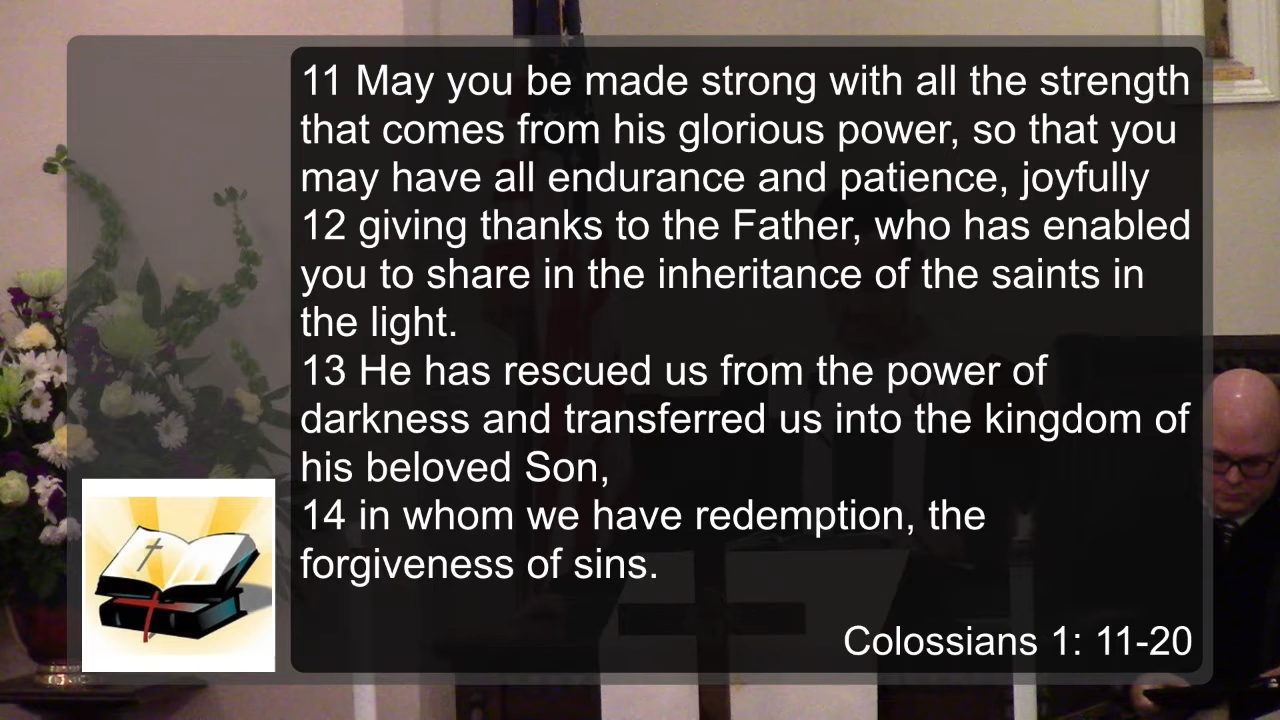 11 May you be made strong with all the strength
that comes from his glorious power, so that you
may have all endurance and patience, joyfully
12 giving thanks to the Father, who has enabled
you to share in the inheritance of the saints in
the light.
13 He has rescued us from the power of
darkness and transferred us into the kingdom of
his beloved Son,
14 in whom we have redemption, the
forgiveness of sins.
Colossians 1: 11-20